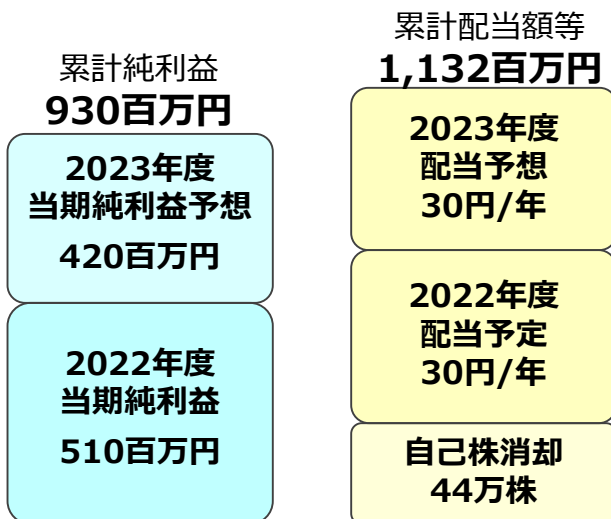 累計純利益
930百万円
2023年度
当期純利益予想
420百万円
2022年度
当期純利益
510百万円
累計配当額等
1,132百万円
2023年度
配当予想
30円/年
2022年度
配当予定
30円/年
自己株消却
44万株